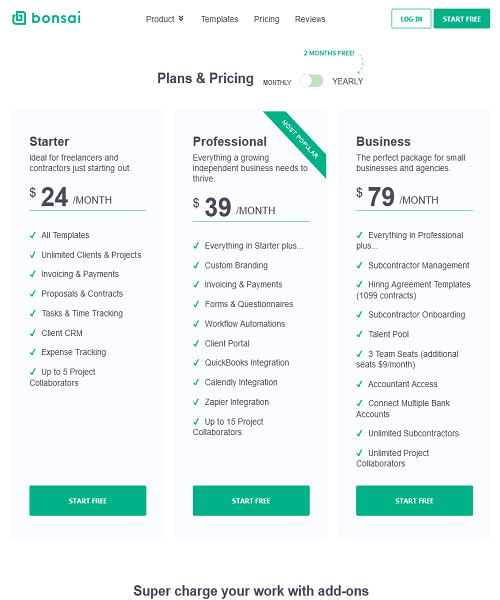 bonsai
Product Templates Pricing Reviews
LOG IN
START FREE
2 MONTHS FREE!
Plans & Pricing
MONTHLY
YEARLY
Starter
Ideal for freelancers and
contractors just starting out.
$ 24 /MONTH
All Templates
Unlimited Clients & Projects
Invoicing & Payments
Proposals & Contracts
Tasks & Time Tracking
Client CRM
Expense Tracking
Up to 5 Project
Collaborators
START FREE
MOST POPULAR
Professional
Everything a growing
independent business needs to
thrive.
$ 39 /MONTH
Everything in Starter plus...
Custom Branding
Invoicing & Payments
Forms & Questionnaires
Workflow Automations
Client Portal
QuickBooks Integration
Calendly Integration
Zapier Integration
Up to 15 Project
Collaborators
START FREE
Business
The perfect package for small
businesses and agencies.
$ 79 /MONTH
Everything in Professional
plus...
Subcontractor Management
Hiring Agreement Templates
(1099 contracts)
Subcontractor Onboarding
Talent Pool
3 Team Seats (additional
seats $9/month)
Accountant Access
Connect Multiple Bank
Accounts
Unlimited Subcontractors
Unlimited Project
Collaborators
START FREE
Super charge your work with add-ons